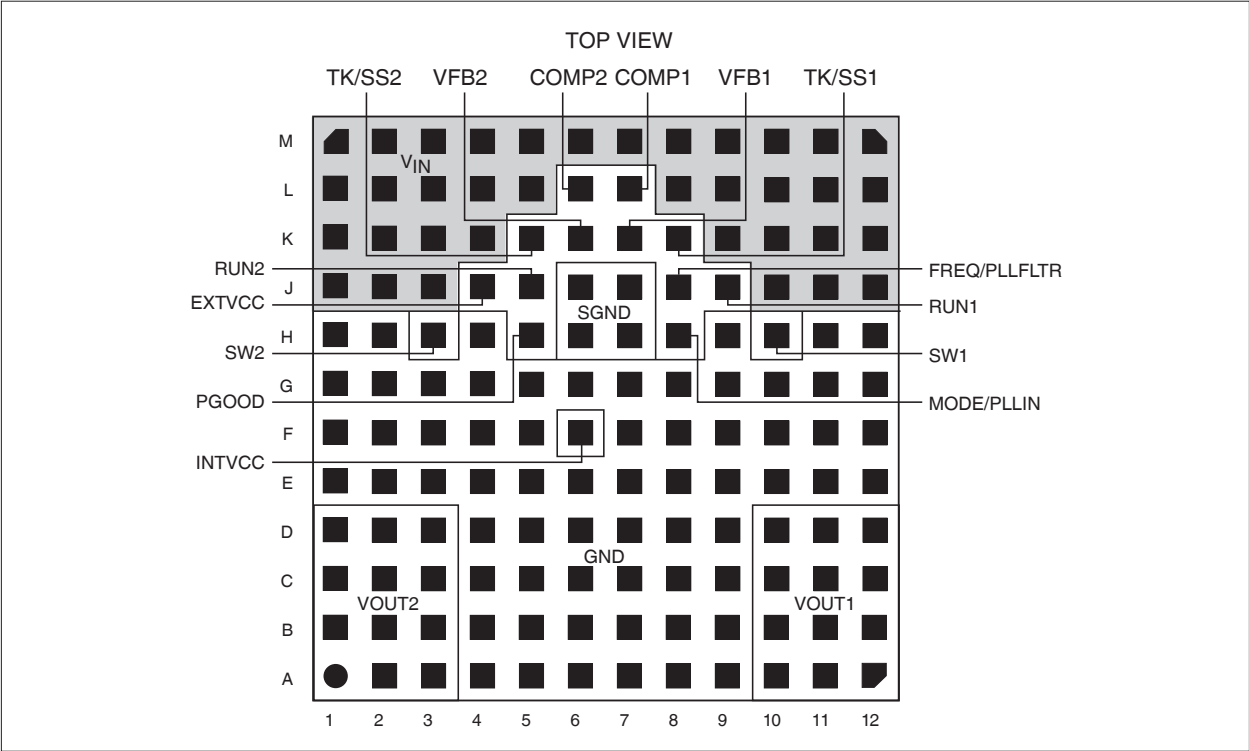 TOP VIEW
TK/SS2 VFB2 COMP2 COMP1 VFB1 TK/SS1
M
VIN
L
K
RUN2 FREQ/PLLFLTR
J
EXTVCC SGND RUN1
H
SW2 SW1
G
PGOOD MODE/PLLIN
F
INTVCC
E
D
GND
C
VOUT2 VOUT1
B
A
1 2 3 4 5 6 7 8 9 10 11 12